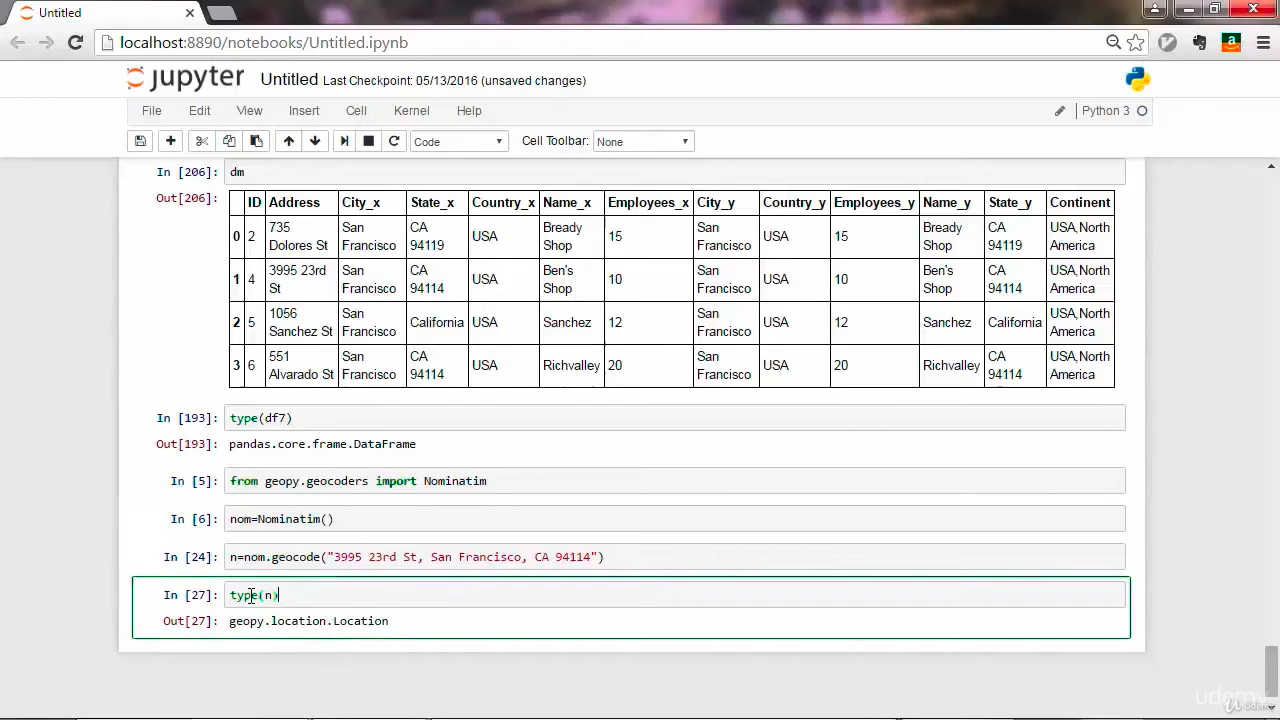 Untitled
localhost:8890/notebooks/Untitled.ipynb
jupyter Untitled Last Checkpoint: 05/13/2016 (unsaved changes)
File Edit View Insert Cell Kernel Help Python 3
Code Cell Toolbar: None
In [206]: dm
Out[206]:
ID Address City_x State_x Country_x Name_x Employees_x City_y Country_y Employees_y Name_y State_y Continent
0 2 735 Dolores St San Francisco CA 94119 USA Bready Shop 15 San Francisco USA 15 Bready Shop CA 94119 USA,North America
1 4 3995 23rd St San Francisco CA 94114 USA Ben's Shop 10 San Francisco USA 10 Ben's Shop CA 94114 USA,North America
2 5 1056 Sanchez St San Francisco California USA Sanchez 12 San Francisco USA 12 Sanchez California USA,North America
3 6 551 Alvarado St San Francisco CA 94114 USA Richvalley 20 San Francisco USA 20 Richvalley CA 94114 USA,North America
In [193]: type(df7)
Out[193]: pandas.core.frame.DataFrame
In [5]: from geopy.geocoders import Nominatim
In [6]: nom=Nominatim()
In [24]: n=nom.geocode("3995 23rd St, San Francisco, CA 94114")
In [27]: type(n)
Out[27]: geopy.location.Location
udemy
Udemy